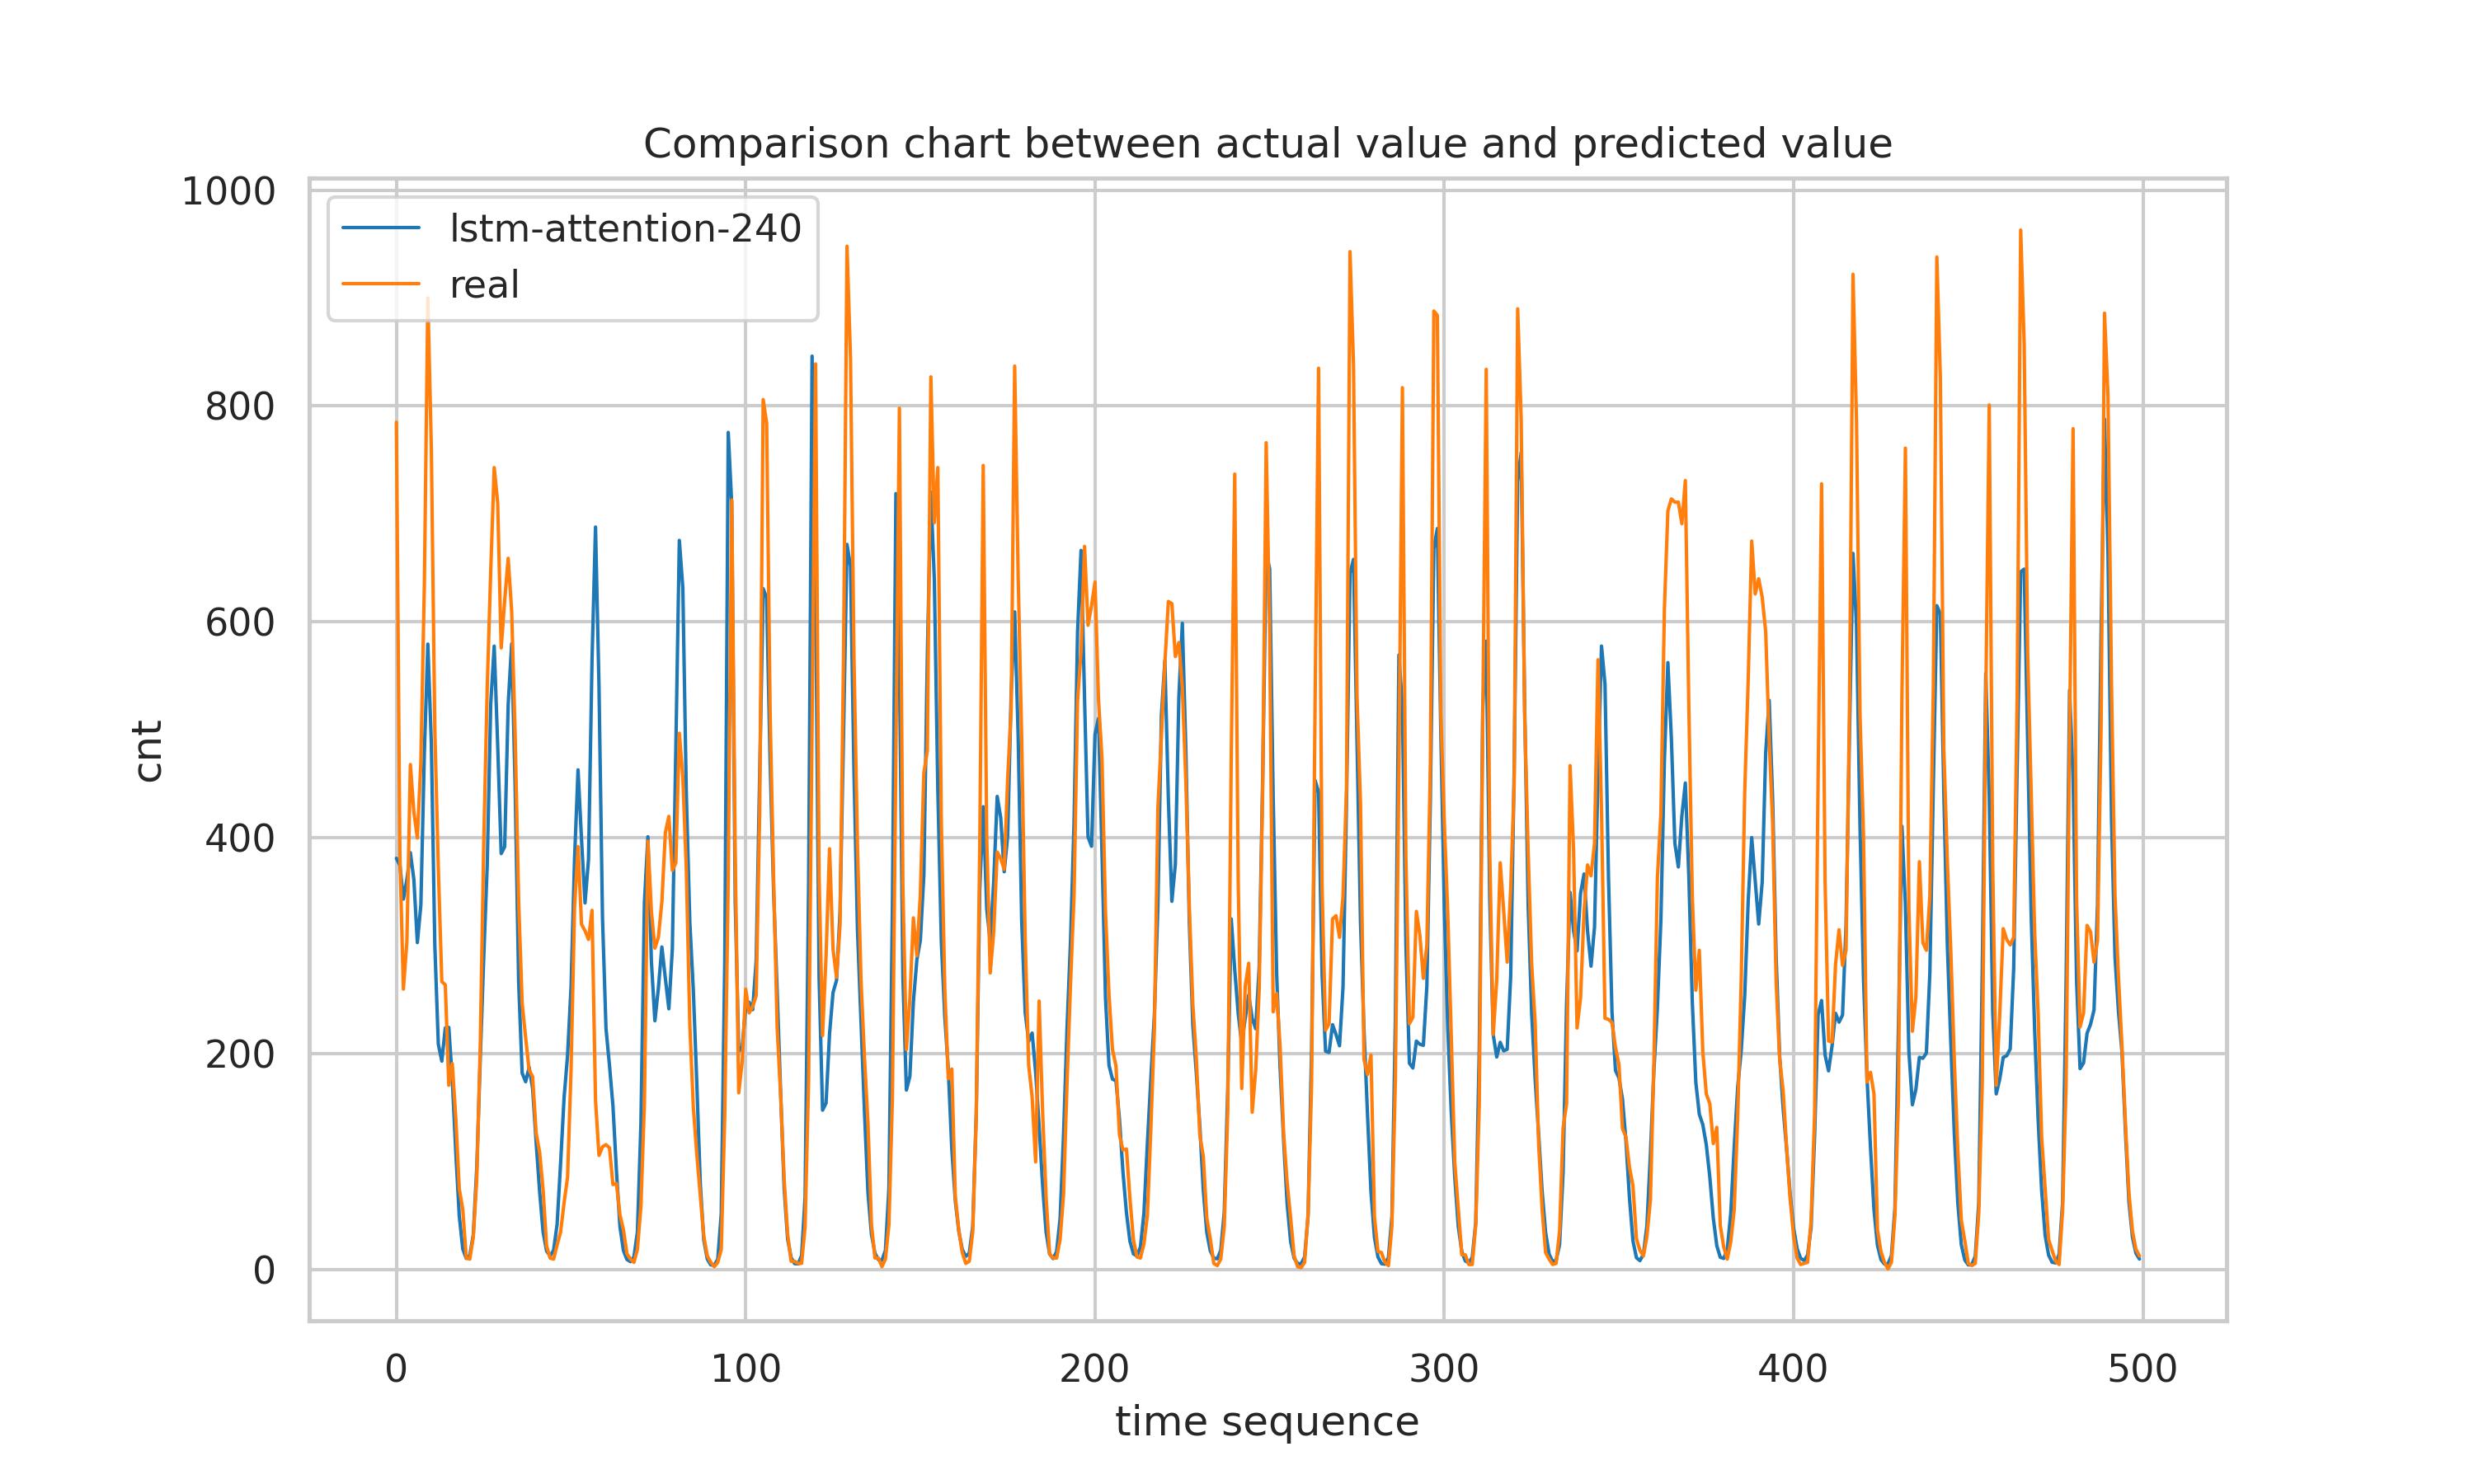 Comparison chart between actual value and predicted value
1000
800
600
400
200
0
cnt
lstm-attention-240
real
0 100 200 300 400 500
time sequence